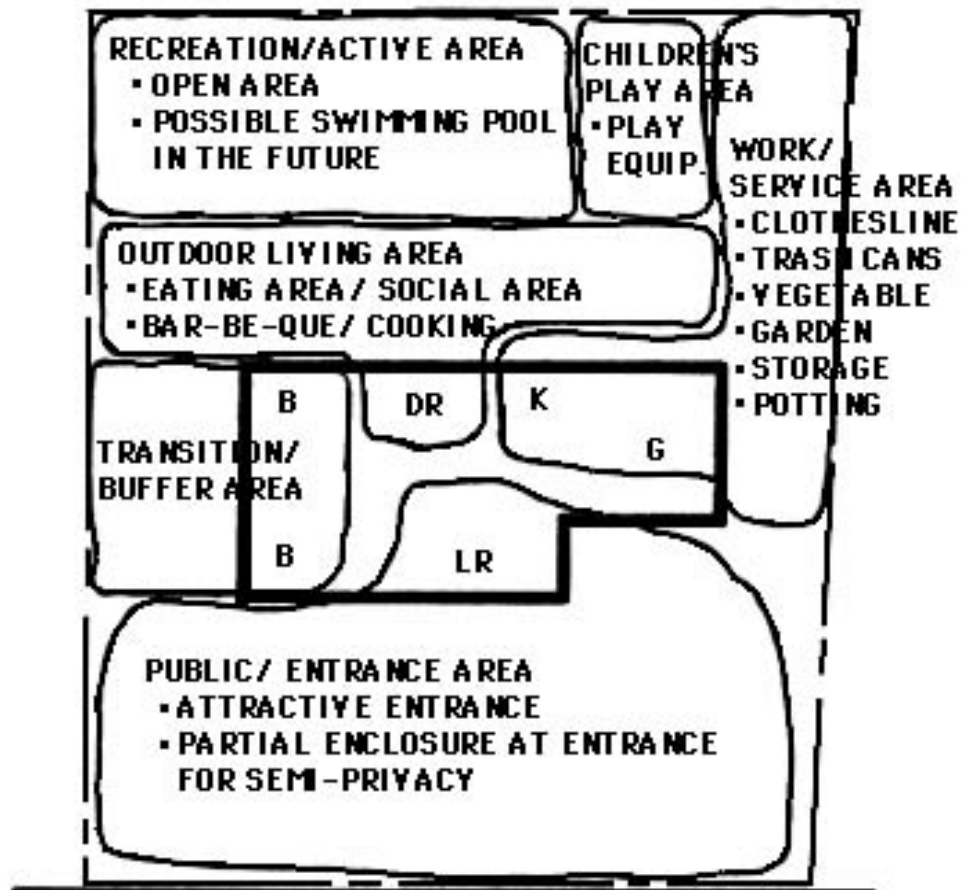 RECREATION/ACTIVE AREA
▪ OPEN AREA
▪ POSSIBLE SWIMMING POOL
IN THE FUTURE
CHILDREN'S
PLAY AREA
▪ PLAY
EQUIP.
WORK/
SERVICE AREA
▪ CLOTHESLINE
▪ TRASH CANS
▪ VEGETABLE
▪ GARDEN
▪ STORAGE
▪ POTTING
OUTDOOR LIVING AREA
▪ EATING AREA/ SOCIAL AREA
▪ BAR-BE-QUE/ COOKING
B
DR
K
G
TRANSITION/
BUFFER AREA
B
LR
PUBLIC/ ENTRANCE AREA
▪ ATTRACTIVE ENTRANCE
▪ PARTIAL ENCLOSURE AT ENTRANCE
FOR SEMI-PRIVACY